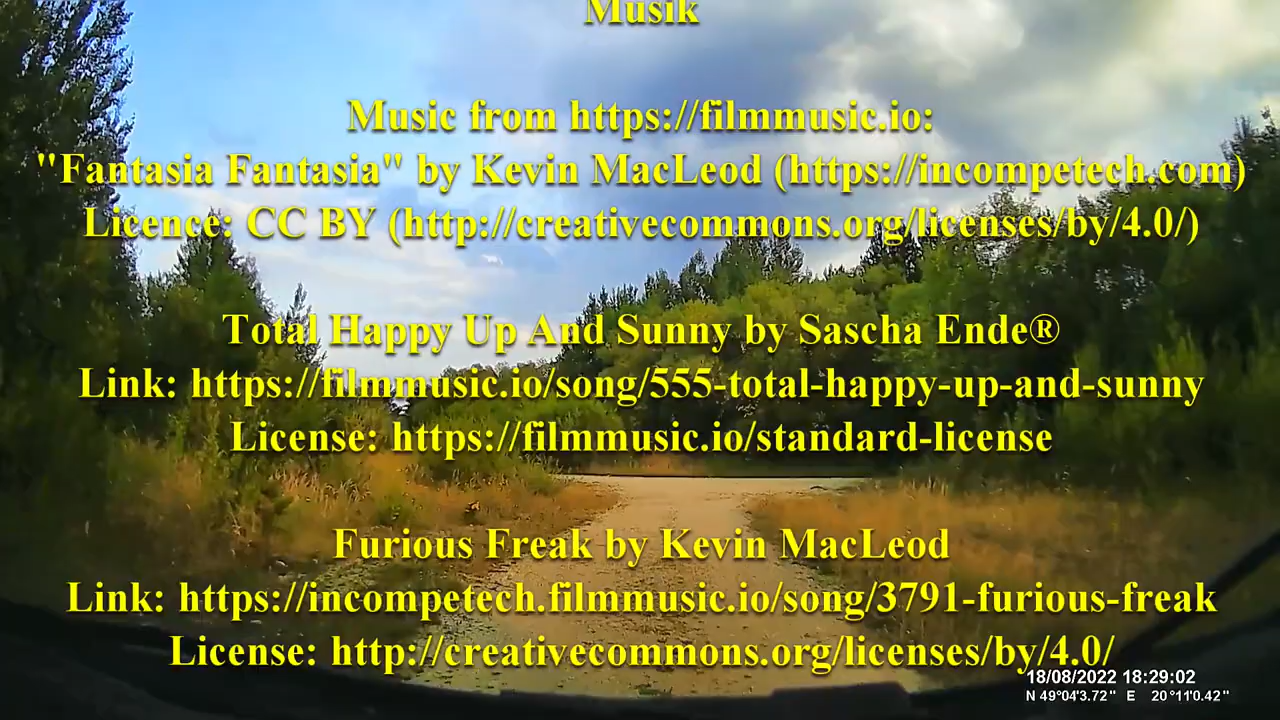 Musik
Music from https://filmmusic.io:
"Fantasia Fantasia" by Kevin MacLeod (https://incompetech.com)
Licence: CC BY (http://creativecommons.org/licenses/by/4.0/)
Total Happy Up And Sunny by Sascha Ende®
Link: https://filmmusic.io/song/555-total-happy-up-and-sunny
License: https://filmmusic.io/standard-license
Furious Freak by Kevin MacLeod
Link: https://incompetech.filmmusic.io/song/3791-furious-freak
License: http://creativecommons.org/licenses/by/4.0/
18/08/2022 18:29:02
N 49°04'3.72" E 20°11'0.42"